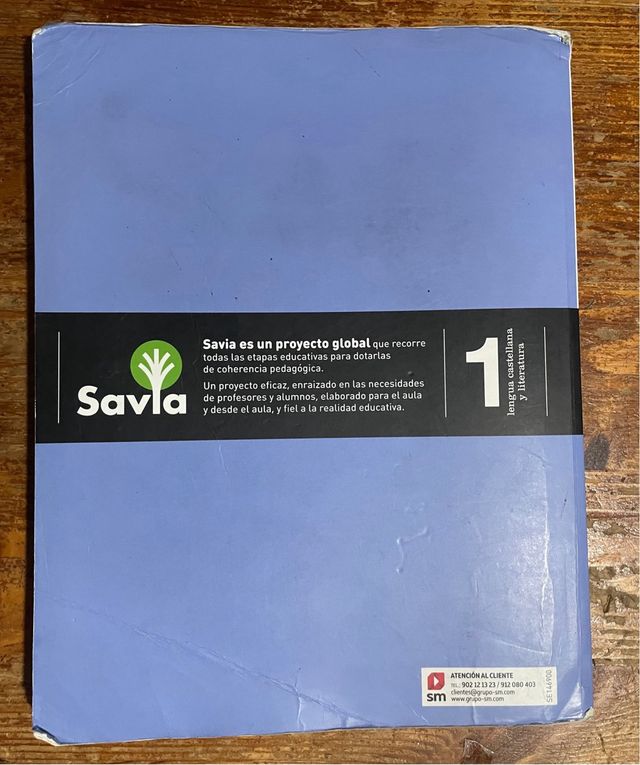 Savia
Savia es un proyecto global que recorre
todas las etapas educativas para dotarlas
de coherencia pedagógica.
Un proyecto eficaz, enraizado en las necesidades
de profesores y alumnos, elaborado para el aula
y desde el aula, y fiel a la realidad educativa.
1
lengua castellana
y literatura
sm
ATENCIÓN AL CLIENTE
TEL.: 902 12 13 23 / 912 080 403
clientes@grupo-sm.com
www.grupo-sm.com
SE146900